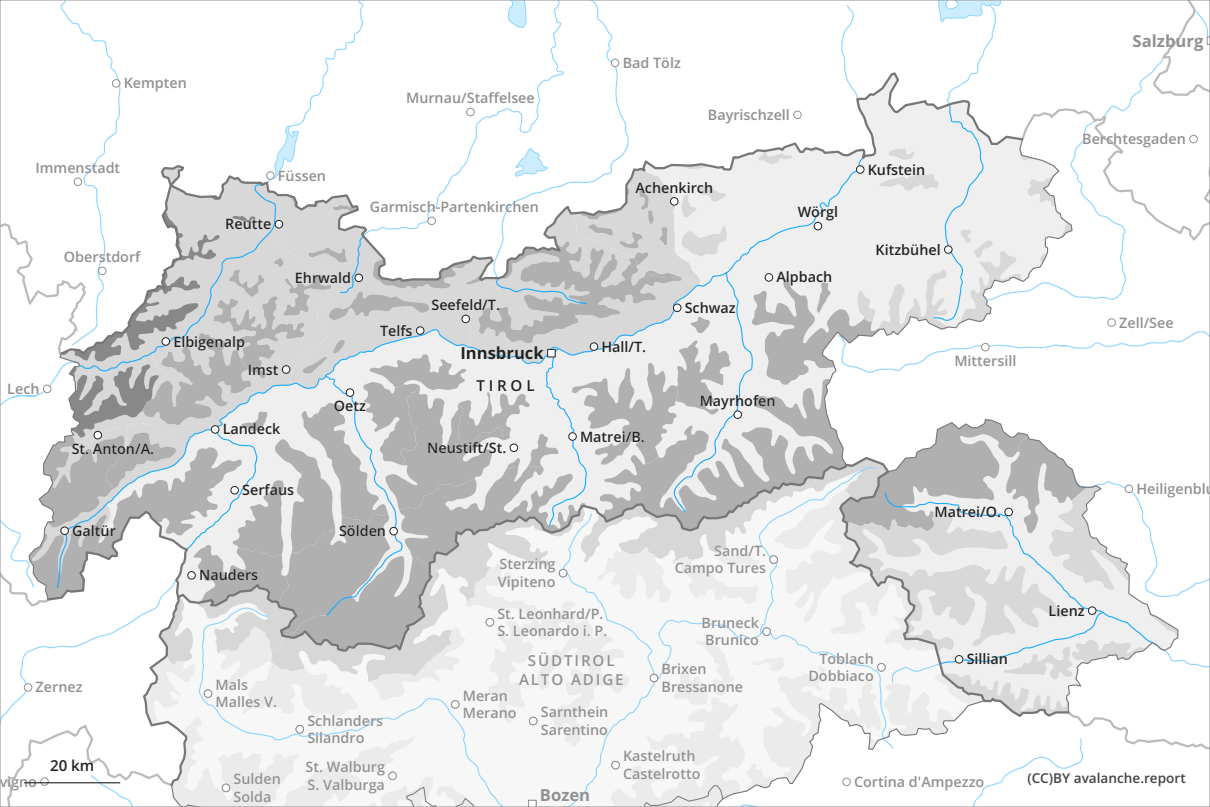 Salzburg
Bad Tölz
Kempten
Murnau/Staffelsee
Bayrischzell
Berchtesgaden
Immenstadt
Füssen
Kufstein
Achenkirch
Garmisch-Partenkirchen
Wörgl
Reutte
Kitzbühel
Oberstdorf
Ehrwald
Alpbach
Seefeld/T.
Schwaz
Telfs
Zell/See
Elbigenalp
Hall/T.
Innsbruck
Mittersill
Imst
TIROL
Lech
Oetz
Mayrhofen
Landeck
Matrei/B.
St. Anton/A.
Neustift/St.
Serfaus
Heiligenblu
Matrei/O.
Galtür
Sölden
Sand/T.
Campo Tures
Sterzing
Vipiteno
Nauders
Lienz
St. Leonhard/P.
S. Leonardo i. P.
Bruneck
Brunico
SÜDTIROL
ALTO ADIGE
Toblach
Dobbiaco
Sillian
Brixen
Bressanone
Zernez
Mals
Malles V.
Meran
Merano
Sarnthein
Sarentino
Schlanders
Silandro
Kastelruth
Castelrotto
St. Walburg
S. Valburga
20 km
vigno
Sulden
Solda
Cortina d'Ampezzo
(CC)BY avalanche.report
Bozen